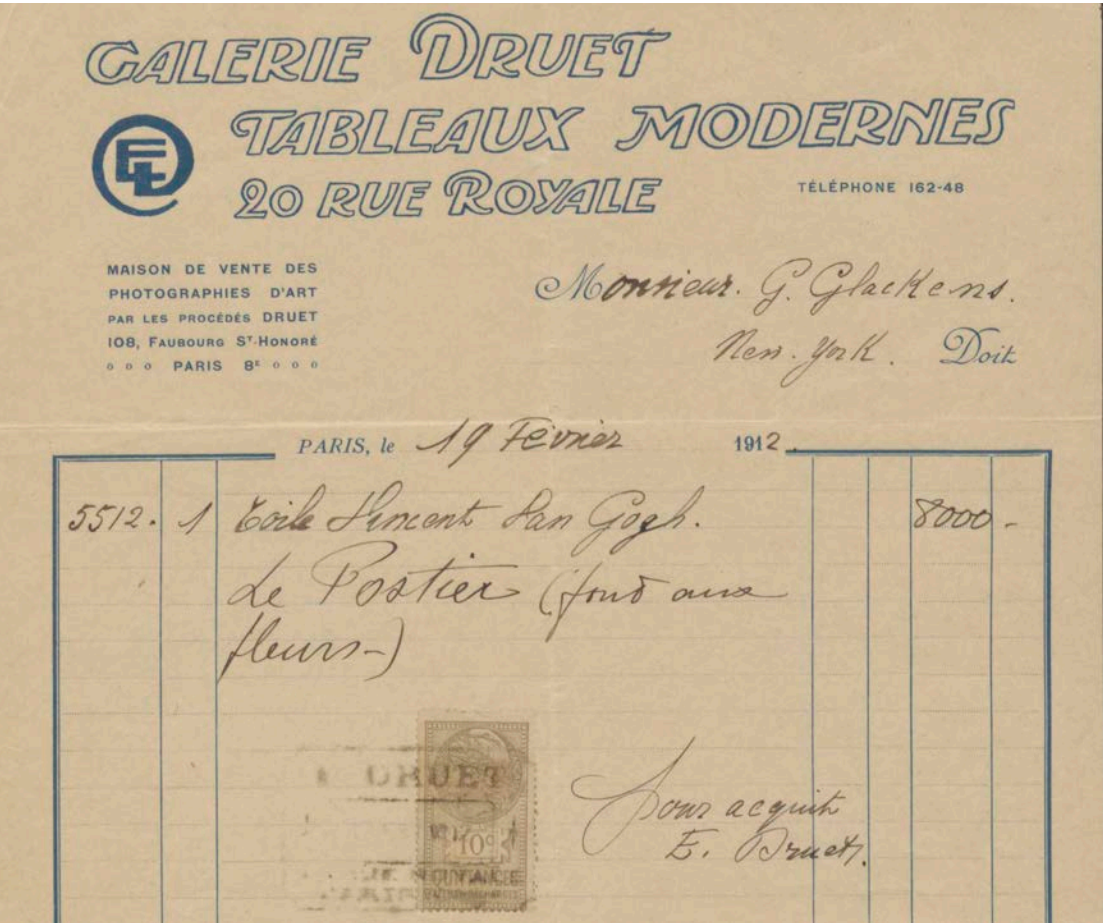 GALERIE DRUET
TABLEAUX MODERNES
20 RUE ROYALE
TÉLÉPHONE 162-48
MAISON DE VENTE DES
PHOTOGRAPHIES D'ART
PAR LES PROCÉDÉS DRUET
108, FAUBOURG ST-HONORÉ
PARIS 8E
Monsieur. G. Glackens.
New. York. Doit
PARIS, le 19 Février 1912.
5512. 1 Toile Vincent Van Gogh. 8000-
Le Postier (fond aux
fleurs-)
DRUET
10c
QUITTANCES
Pour acquit
E. Druet.